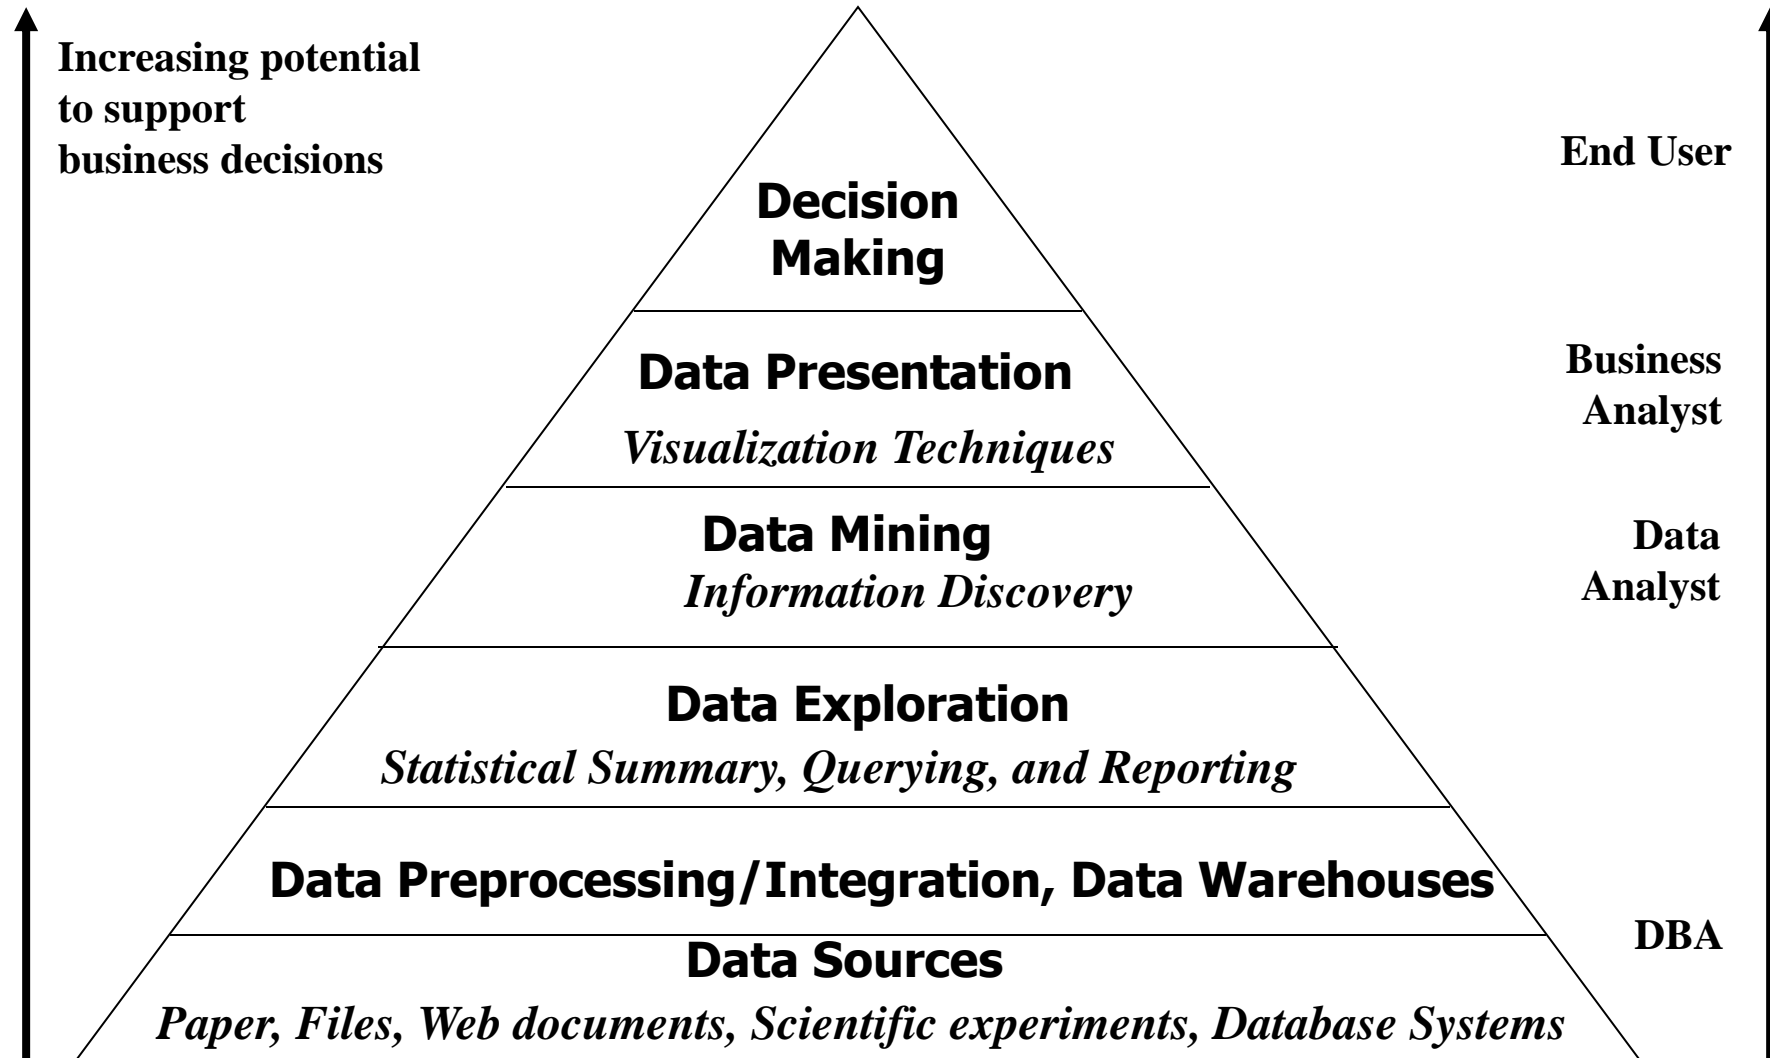 Increasing potential
to support
business decisions
End User
Decision
Making
Data Presentation
Visualization Techniques
Business
Analyst
Data Mining
Information Discovery
Data
Analyst
Data Exploration
Statistical Summary, Querying, and Reporting
Data Preprocessing/Integration, Data Warehouses
DBA
Data Sources
Paper, Files, Web documents, Scientific experiments, Database Systems